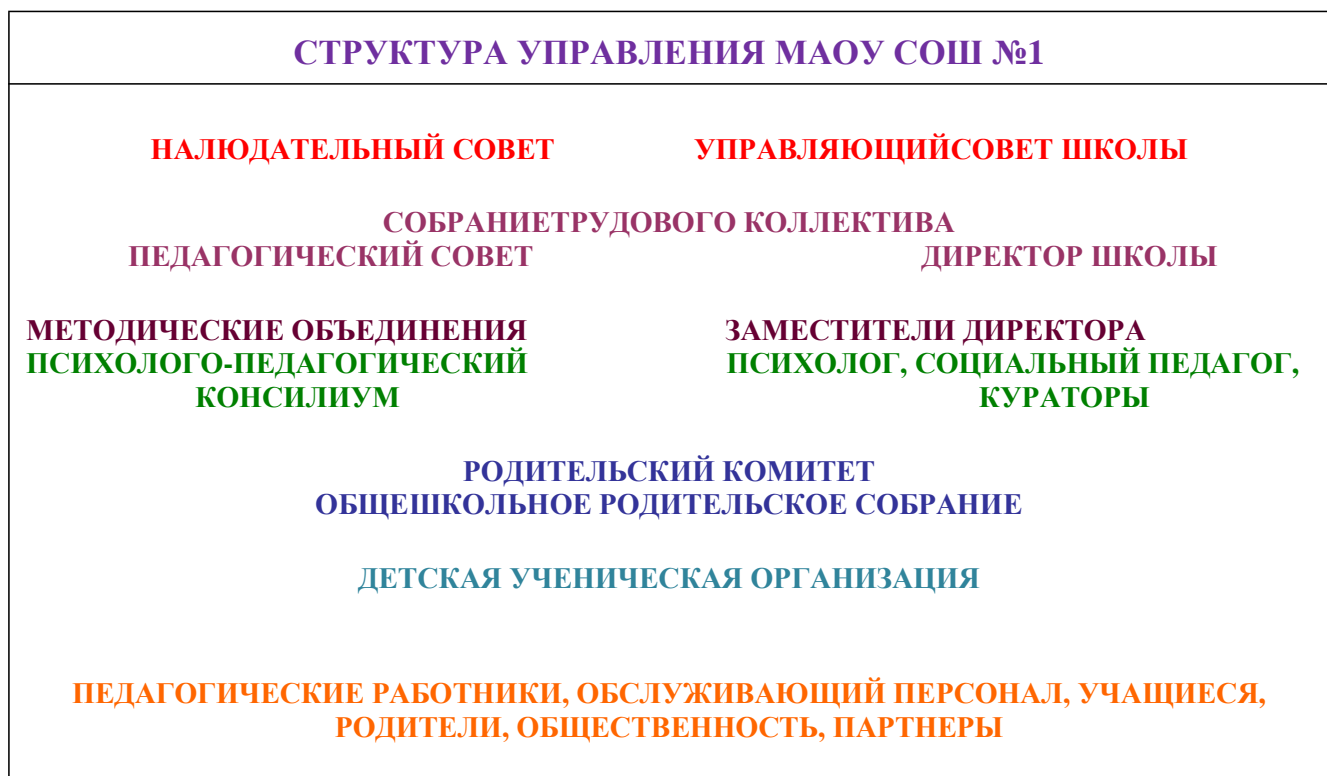 СТРУКТУРА УПРАВЛЕНИЯ МАОУ СОШ №1
НАЛЮДАТЕЛЬНЫЙ СОВЕТ УПРАВЛЯЮЩИЙСОВЕТ ШКОЛЫ
СОБРАНИЕТРУДОВОГО КОЛЛЕКТИВА
ПЕДАГОГИЧЕСКИЙ СОВЕТ ДИРЕКТОР ШКОЛЫ
МЕТОДИЧЕСКИЕ ОБЪЕДИНЕНИЯ ЗАМЕСТИТЕЛИ ДИРЕКТОРА
ПСИХОЛОГО-ПЕДАГОГИЧЕСКИЙ ПСИХОЛОГ, СОЦИАЛЬНЫЙ ПЕДАГОГ,
КОНСИЛИУМ КУРАТОРЫ
РОДИТЕЛЬСКИЙ КОМИТЕТ
ОБЩЕШКОЛЬНОЕ РОДИТЕЛЬСКОЕ СОБРАНИЕ
ДЕТСКАЯ УЧЕНИЧЕСКАЯ ОРГАНИЗАЦИЯ
ПЕДАГОГИЧЕСКИЕ РАБОТНИКИ, ОБСЛУЖИВАЮЩИЙ ПЕРСОНАЛ, УЧАЩИЕСЯ,
РОДИТЕЛИ, ОБЩЕСТВЕННОСТЬ, ПАРТНЕРЫ